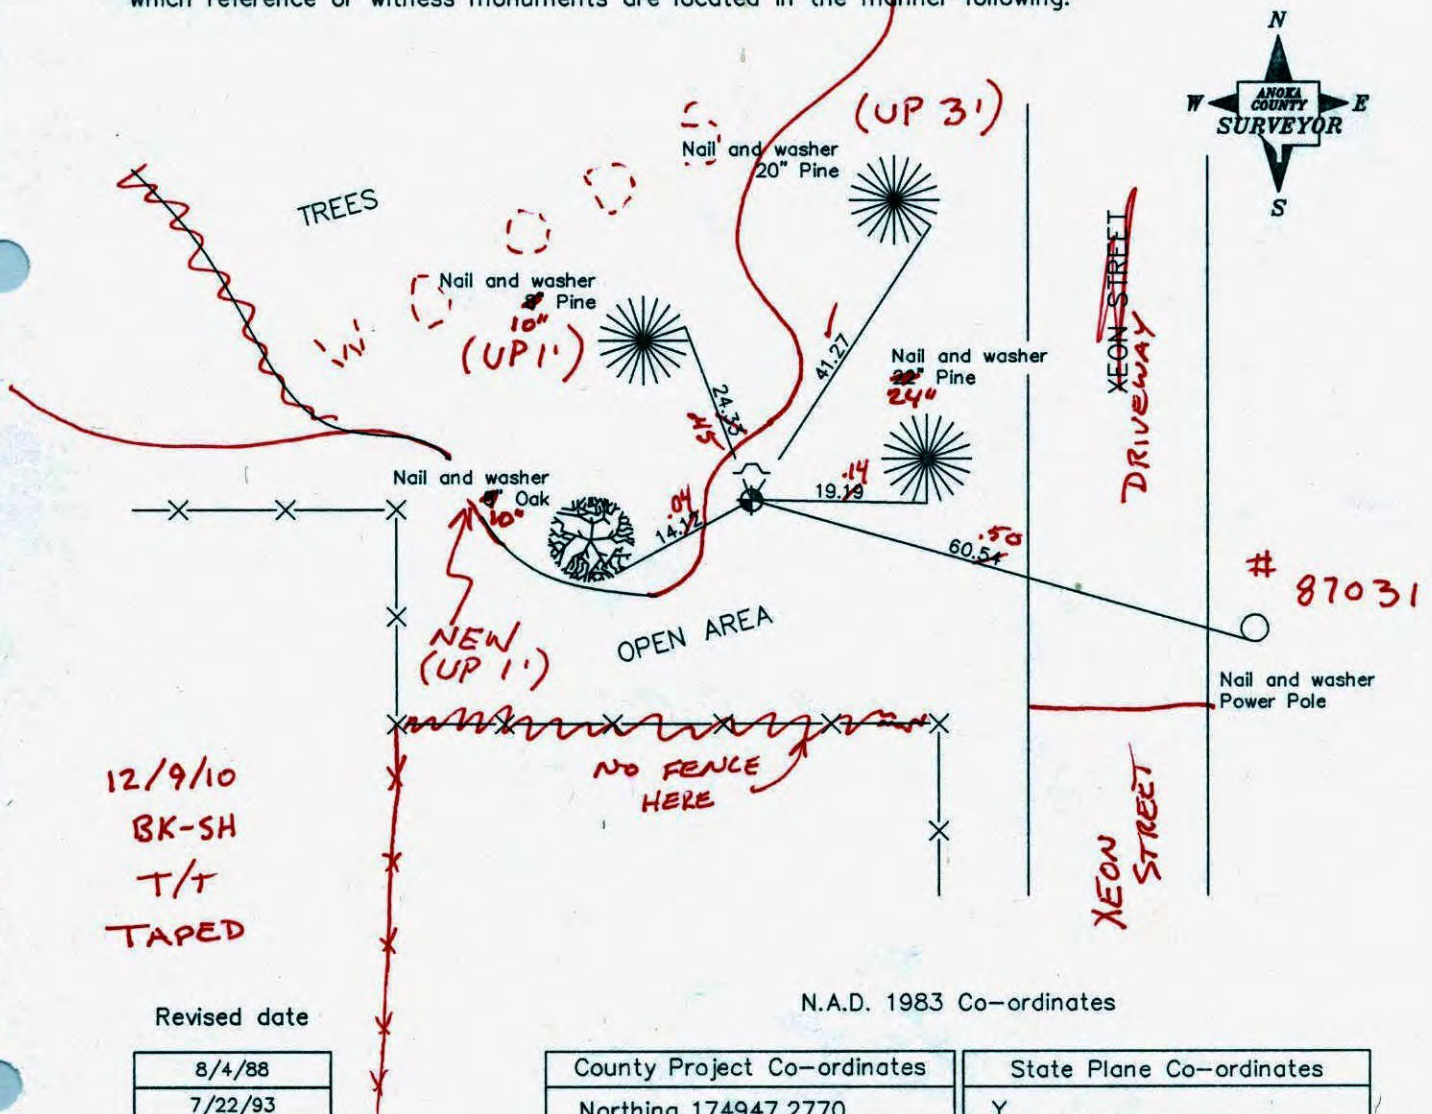 which reference or witness monuments are located in the manner following:
N
W
ANOKA
COUNTY
E
SURVEYOR
S
(UP 3')
Nail and washer
20" Pine
TREES
XEON STREET
DRIVEWAY
Nail and washer
8" Pine
10"
(UP 1')
41.27
Nail and washer
22" Pine
24"
24.33
Nail and washer
Oak
10"
.04
14.12
.14
19.19
.50
60.54
# 87031
NEW
(UP 1')
OPEN AREA
Nail and washer
Power Pole
NO FENCE
HERE
12/9/10
BK-SH
T/T
TAPED
XEON
STREET
N.A.D. 1983 Co-ordinates
Revised date
8/4/88
7/22/93
County Project Co-ordinates
Northing 174947.2770
State Plane Co-ordinates
Y